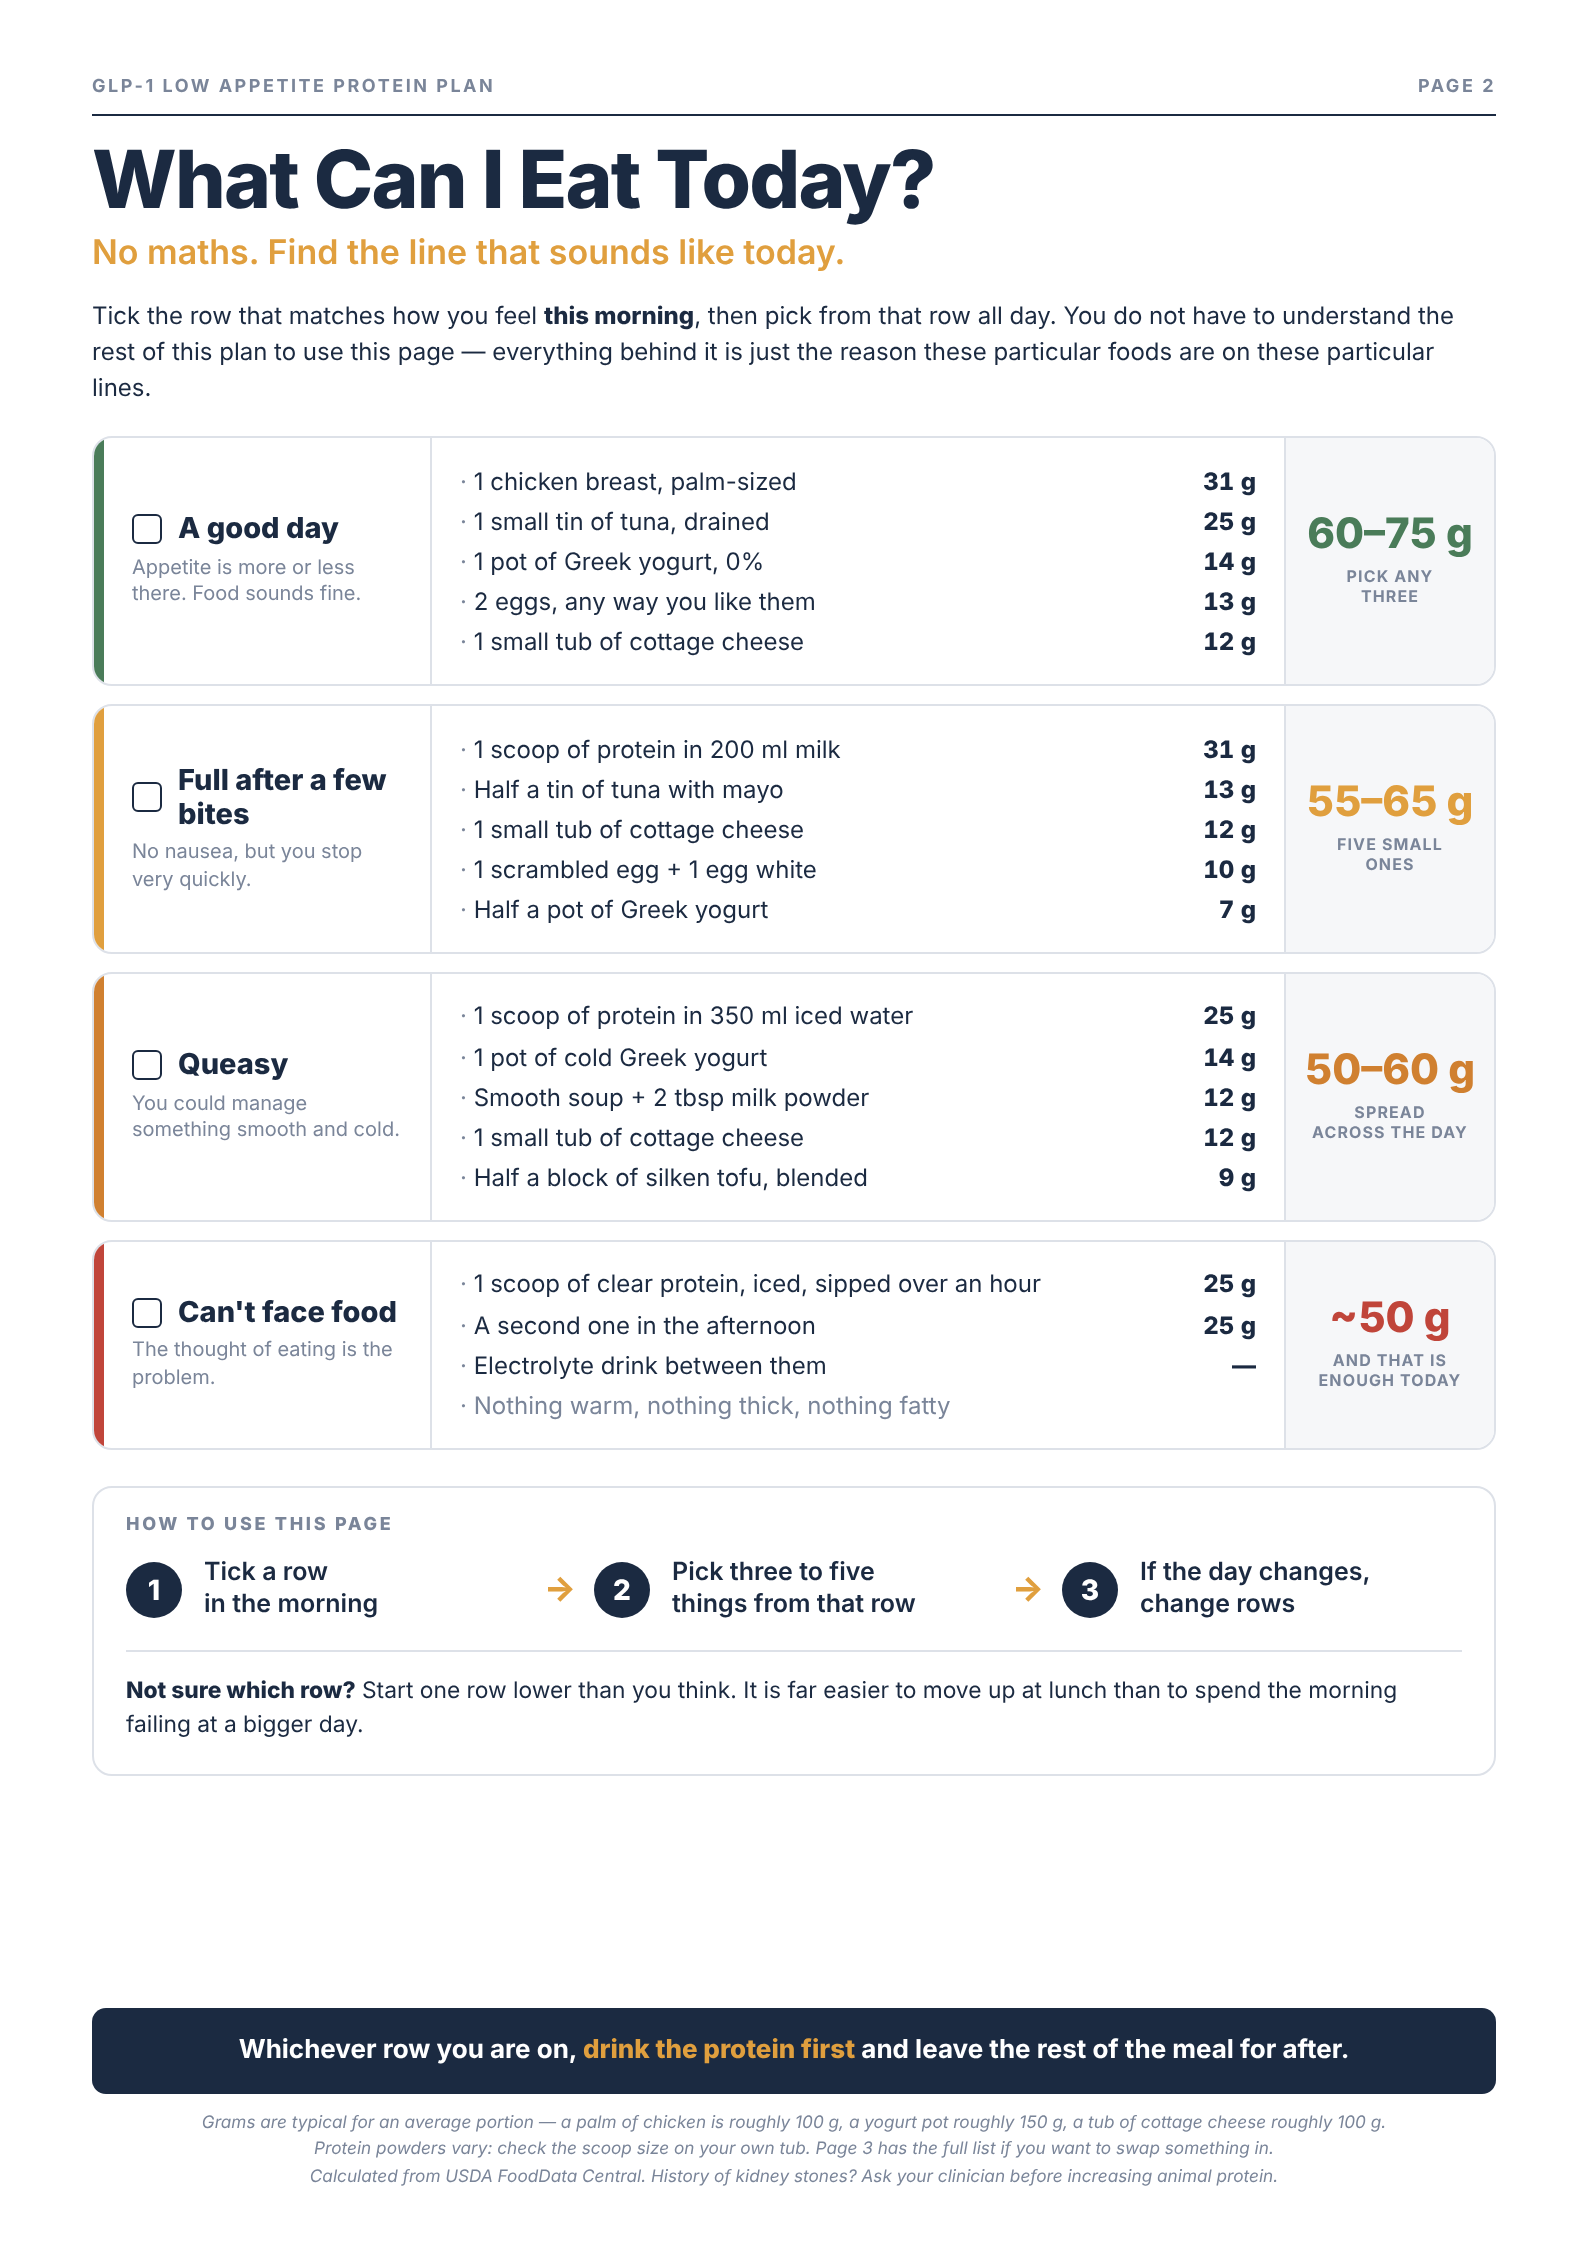 GLP-1 LOW APPETITE PROTEIN PLAN
PAGE 2
What Can I Eat Today?
No maths. Find the line that sounds like today.
Tick the row that matches how you feel this morning, then pick from that row all day. You do not have to understand the
rest of this plan to use this page — everything behind it is just the reason these particular foods are on these particular
lines.
A good day
Appetite is more or less
there. Food sounds fine.
· 1 chicken breast, palm-sized 31 g
· 1 small tin of tuna, drained 25 g
· 1 pot of Greek yogurt, 0% 14 g
· 2 eggs, any way you like them 13 g
· 1 small tub of cottage cheese 12 g
60–75 g
PICK ANY
THREE
Full after a few
bites
No nausea, but you stop
very quickly.
· 1 scoop of protein in 200 ml milk 31 g
· Half a tin of tuna with mayo 13 g
· 1 small tub of cottage cheese 12 g
· 1 scrambled egg + 1 egg white 10 g
· Half a pot of Greek yogurt 7 g
55–65 g
FIVE SMALL
ONES
Queasy
You could manage
something smooth and cold.
· 1 scoop of protein in 350 ml iced water 25 g
· 1 pot of cold Greek yogurt 14 g
· Smooth soup + 2 tbsp milk powder 12 g
· 1 small tub of cottage cheese 12 g
· Half a block of silken tofu, blended 9 g
50–60 g
SPREAD
ACROSS THE DAY
Can't face food
The thought of eating is the
problem.
· 1 scoop of clear protein, iced, sipped over an hour 25 g
· A second one in the afternoon 25 g
· Electrolyte drink between them —
· Nothing warm, nothing thick, nothing fatty
~50 g
AND THAT IS
ENOUGH TODAY
HOW TO USE THIS PAGE
1 Tick a row
in the morning
→ 2 Pick three to five
things from that row
→ 3 If the day changes,
change rows
Not sure which row? Start one row lower than you think. It is far easier to move up at lunch than to spend the morning
failing at a bigger day.
Whichever row you are on, drink the protein first and leave the rest of the meal for after.
Grams are typical for an average portion — a palm of chicken is roughly 100 g, a yogurt pot roughly 150 g, a tub of cottage cheese roughly 100 g.
Protein powders vary: check the scoop size on your own tub. Page 3 has the full list if you want to swap something in.
Calculated from USDA FoodData Central. History of kidney stones? Ask your clinician before increasing animal protein.